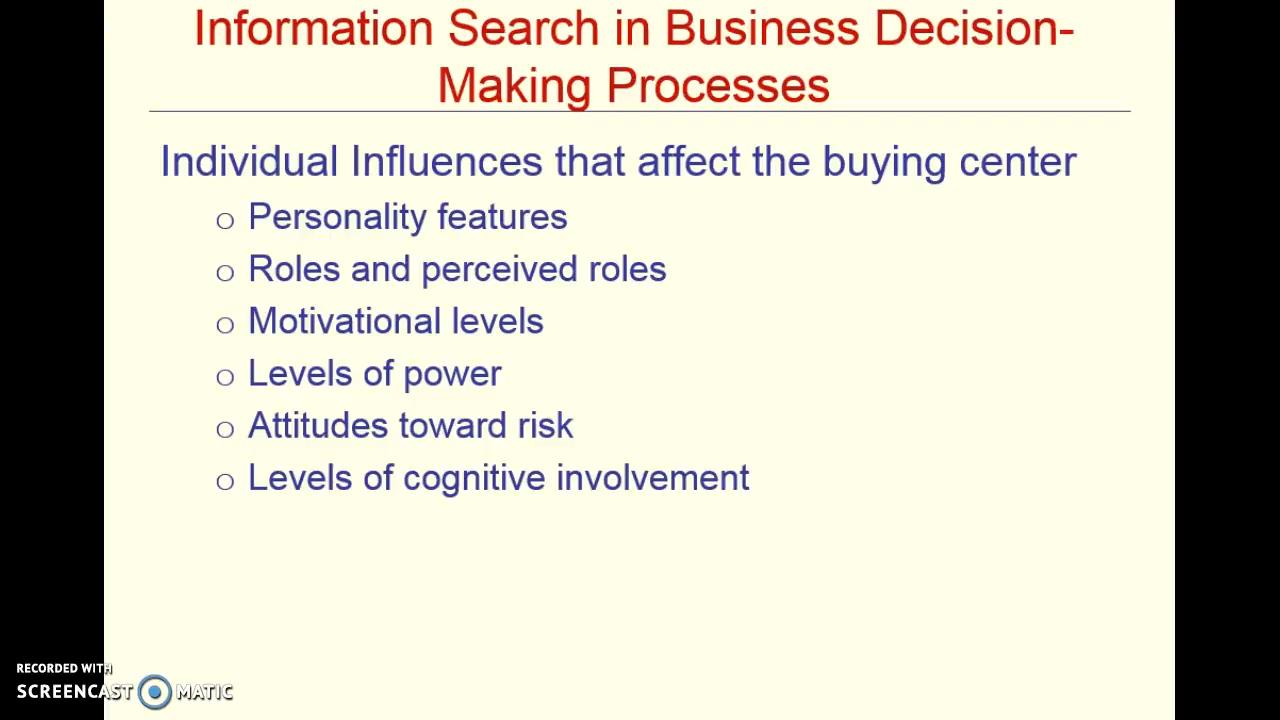 Information Search in Business Decision-
Making Processes
Individual Influences that affect the buying center
o Personality features
o Roles and perceived roles
o Motivational levels
o Levels of power
o Attitudes toward risk
o Levels of cognitive involvement
RECORDED WITH
SCREENCAST MATIC